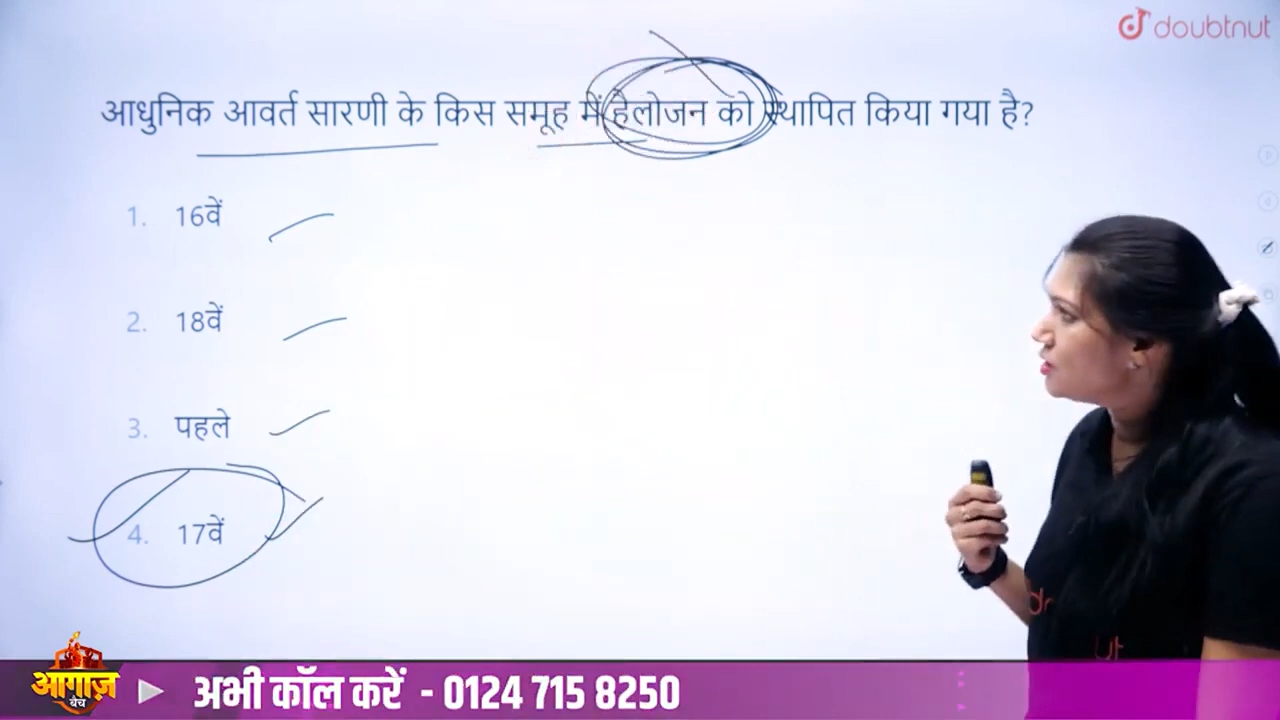 doubtnut
आधुनिक आवर्त सारणी के किस समूह में हैलोजन को स्थापित किया गया है?
1. 16वें
2. 18वें
3. पहले
4. 17वें
आगाज़
बैच
अभी कॉल करें - 0124 715 8250